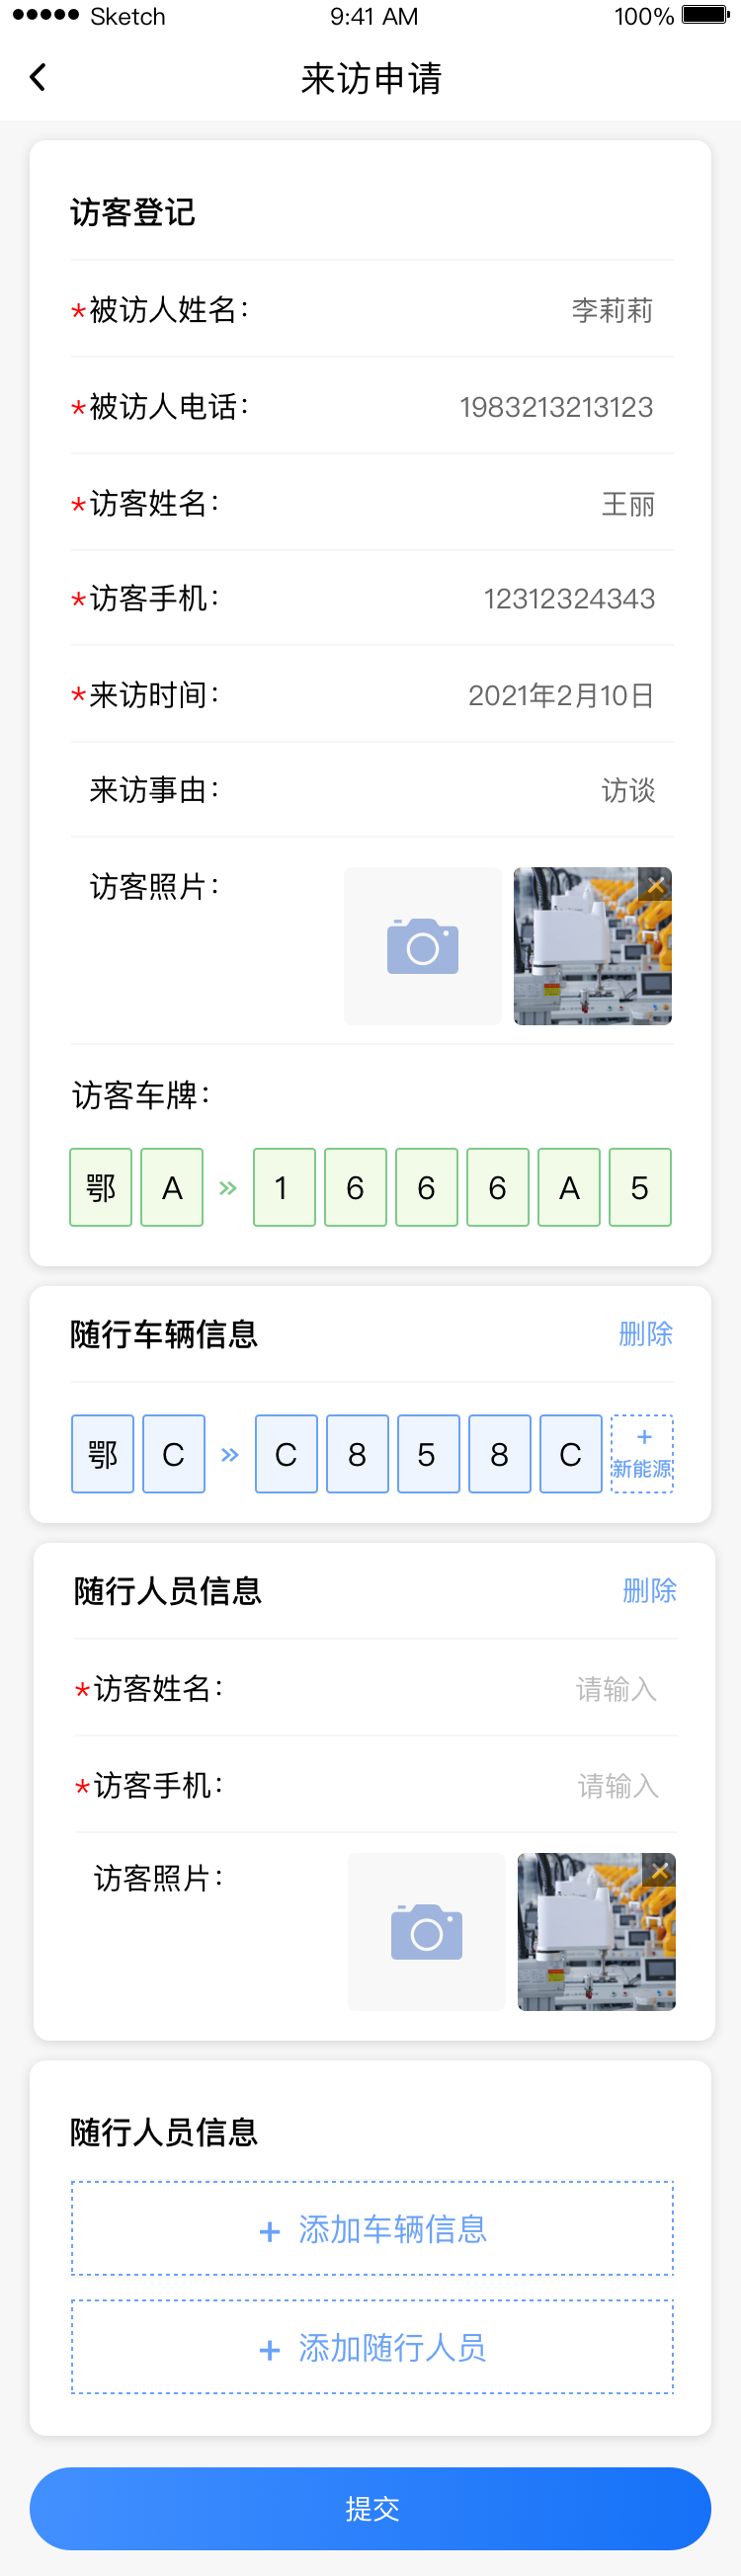 ●●●●● Sketch 9:41 AM 100%
来访申请
访客登记
*被访人姓名： 李莉莉
*被访人电话： 1983213213123
*访客姓名： 王丽
*访客手机： 12312324343
*来访时间： 2021年2月10日
来访事由： 访谈
访客照片：
访客车牌：
鄂 A » 1 6 6 6 A 5
随行车辆信息 删除
鄂 C » C 8 5 8 C + 新能源
随行人员信息 删除
*访客姓名： 请输入
*访客手机： 请输入
访客照片：
随行人员信息
+ 添加车辆信息
+ 添加随行人员
提交